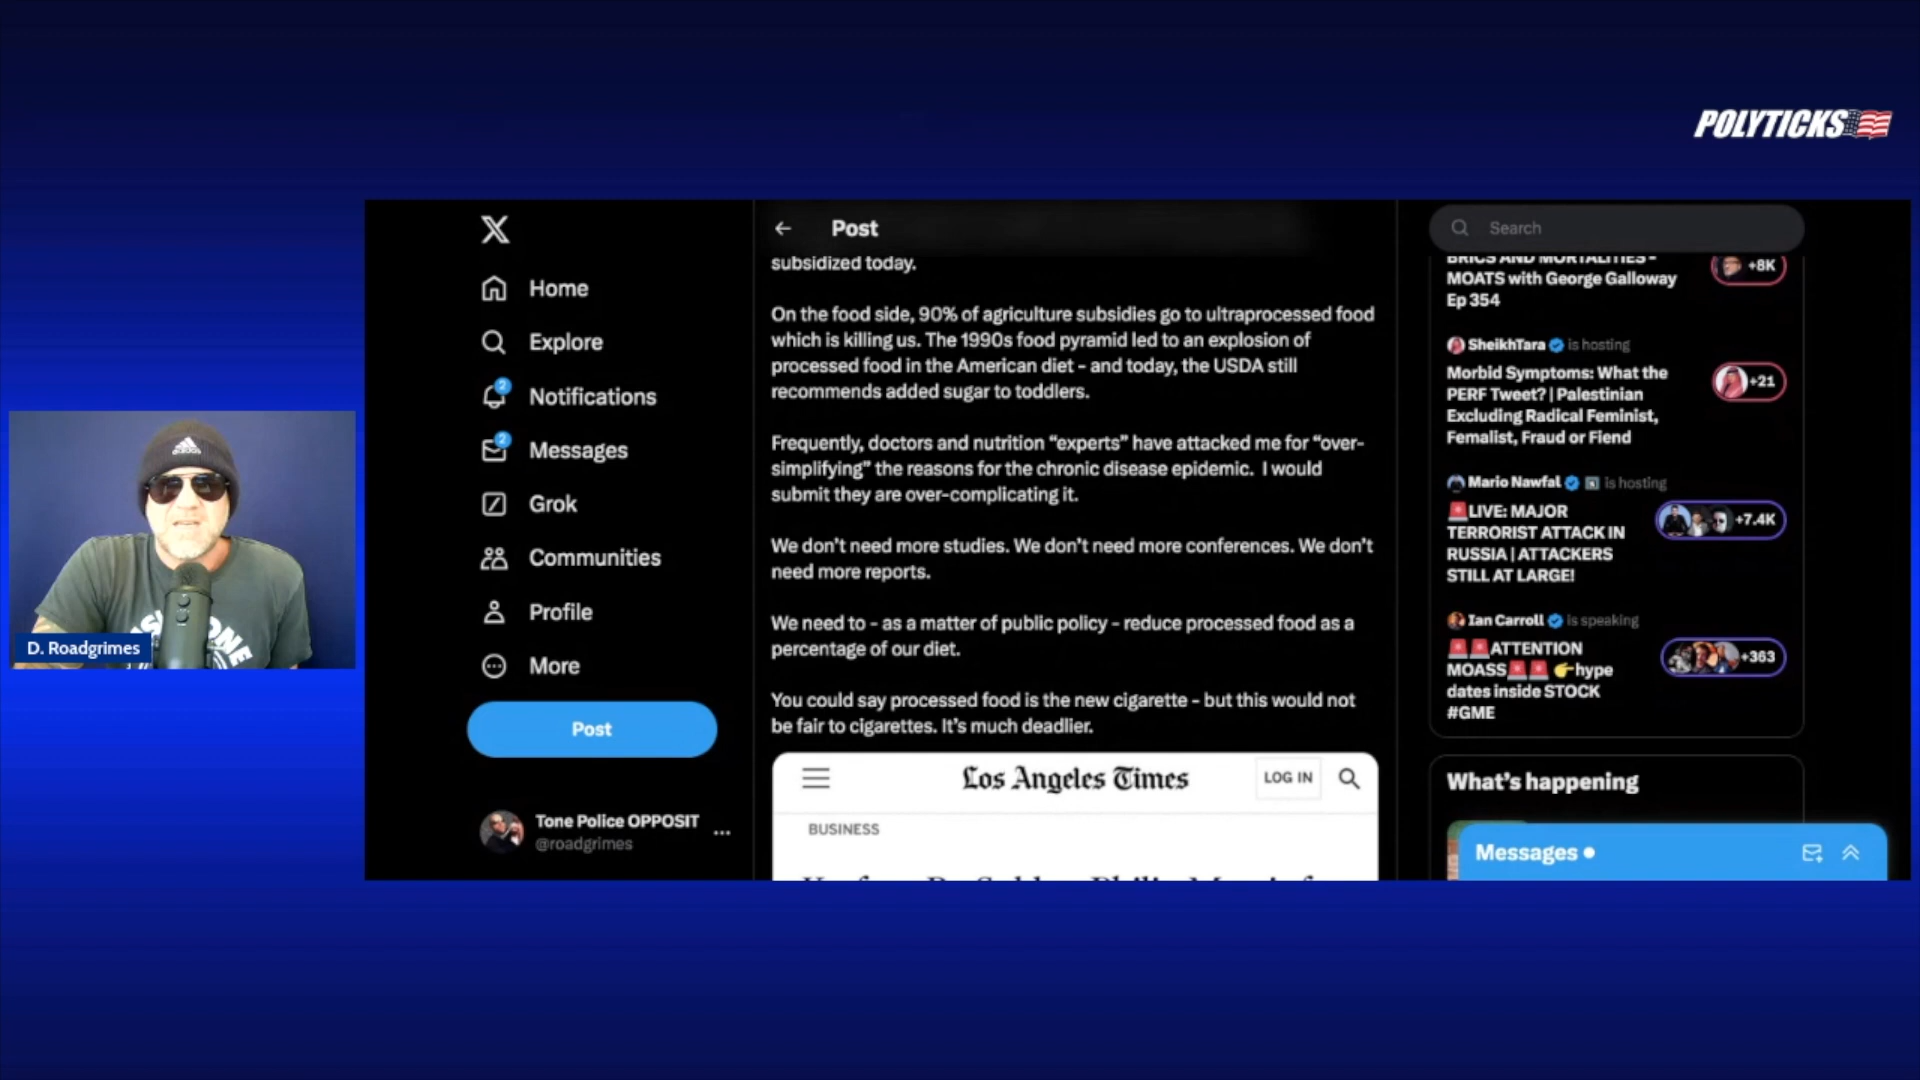 POLYTICKS
adidas
D. Roadgrimes
X
Home
Explore
2
Notifications
2
Messages
Grok
Communities
Profile
More
Post
Tone Police OPPOSIT
@roadgrimes
Post
subsidized today.
On the food side, 90% of agriculture subsidies go to ultraprocessed food
which is killing us. The 1990s food pyramid led to an explosion of
processed food in the American diet - and today, the USDA still
recommends added sugar to toddlers.
Frequently, doctors and nutrition “experts” have attacked me for “over-
simplifying” the reasons for the chronic disease epidemic. I would
submit they are over-complicating it.
We don’t need more studies. We don’t need more conferences. We don’t
need more reports.
We need to - as a matter of public policy - reduce processed food as a
percentage of our diet.
You could say processed food is the new cigarette - but this would not
be fair to cigarettes. It’s much deadlier.
Los Angeles Times
LOG IN
BUSINESS
Search
BRICS AND MORTALITIES -
MOATS with George Galloway
Ep 354
+8K
SheikhTara is hosting
Morbid Symptoms: What the
PERF Tweet? | Palestinian
Excluding Radical Feminist,
Femalist, Fraud or Fiend
+21
Mario Nawfal is hosting
🚨LIVE: MAJOR
TERRORIST ATTACK IN
RUSSIA | ATTACKERS
STILL AT LARGE!
+7.4K
Ian Carroll is speaking
🚨🚨ATTENTION
MOASS🚨🚨 👉hype
dates inside STOCK
#GME
+363
What’s happening
Messages